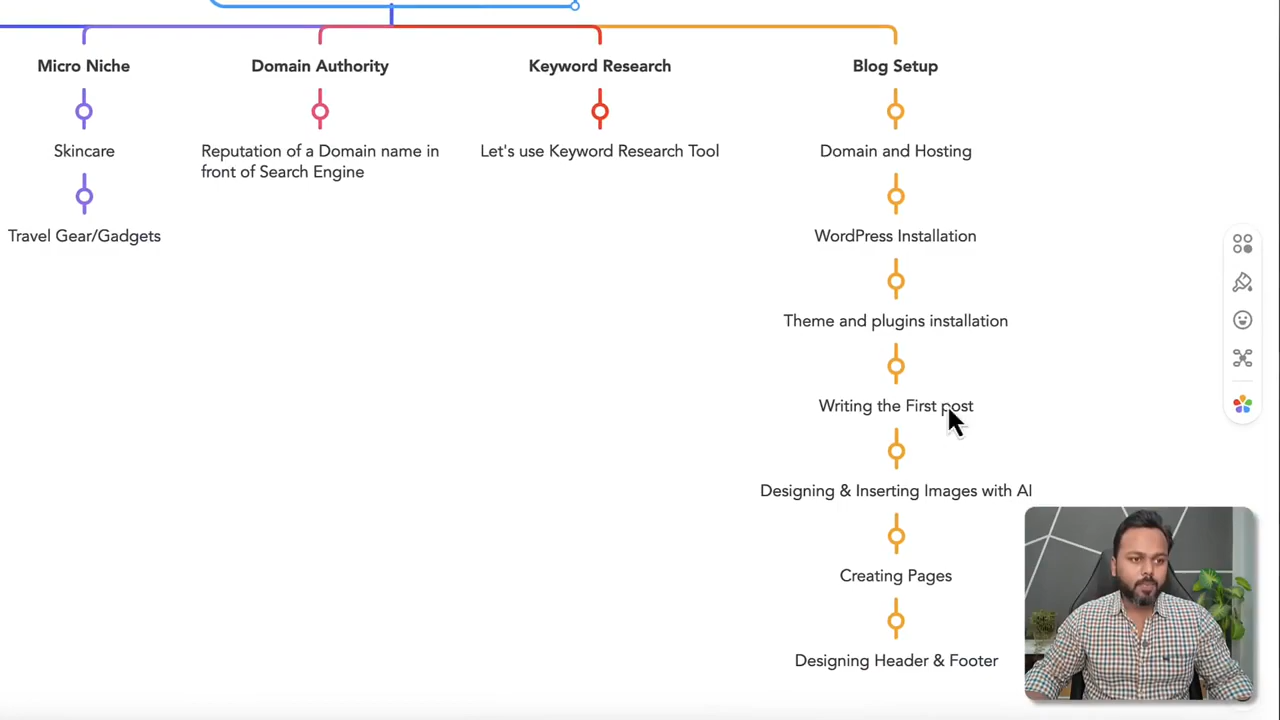 Micro Niche
Skincare
Travel Gear/Gadgets
Domain Authority
Reputation of a Domain name in
front of Search Engine
Keyword Research
Let's use Keyword Research Tool
Blog Setup
Domain and Hosting
WordPress Installation
Theme and plugins installation
Writing the First post
Designing & Inserting Images with AI
Creating Pages
Designing Header & Footer